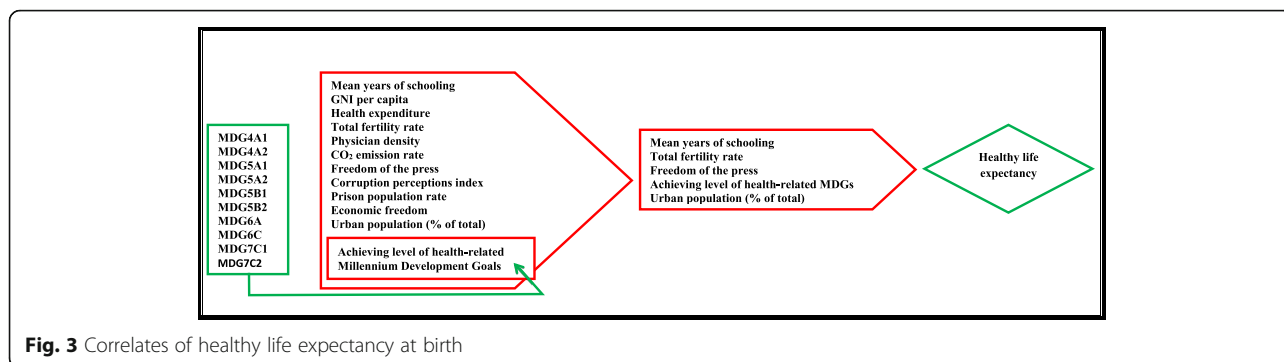 MDG4A1
MDG4A2
MDG5A1
MDG5A2
MDG5B1
MDG5B2
MDG6A
MDG6C
MDG7C1
MDG7C2
Mean years of schooling
GNI per capita
Health expenditure
Total fertility rate
Physician density
CO₂ emission rate
Freedom of the press
Corruption perceptions index
Prison population rate
Economic freedom
Urban population (% of total)
Achieving level of health-related
Millennium Development Goals
Mean years of schooling
Total fertility rate
Freedom of the press
Achieving level of health-related MDGs
Urban population (% of total)
Healthy life
expectancy
Fig. 3 Correlates of healthy life expectancy at birth